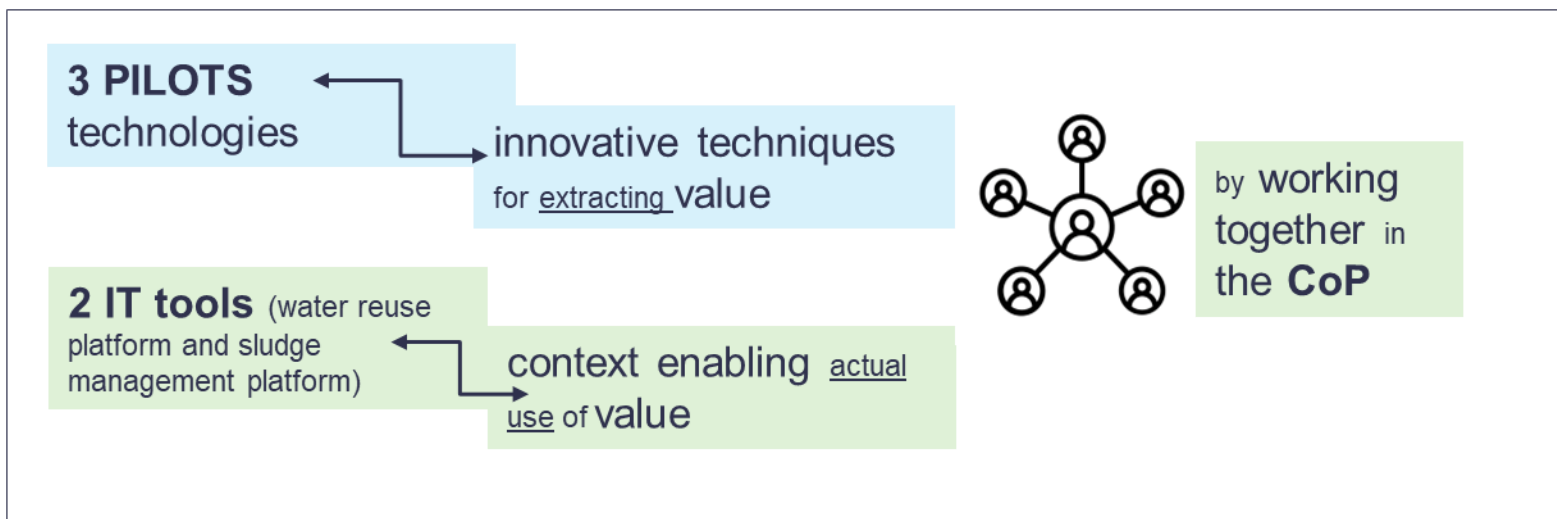 3 PILOTS
technologies
innovative techniques
for extracting value
2 IT tools (water reuse
platform and sludge
management platform)
context enabling actual
use of value
by working
together in
the CoP